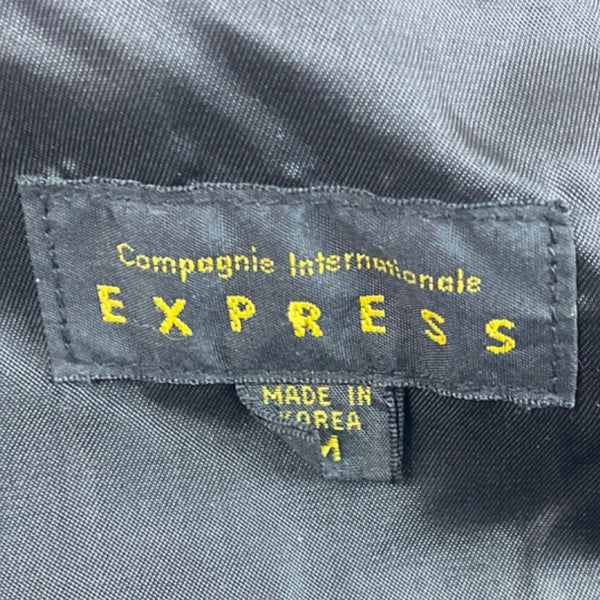 Compagnie Internationale
EXPRESS
MADE IN
KOREA
M